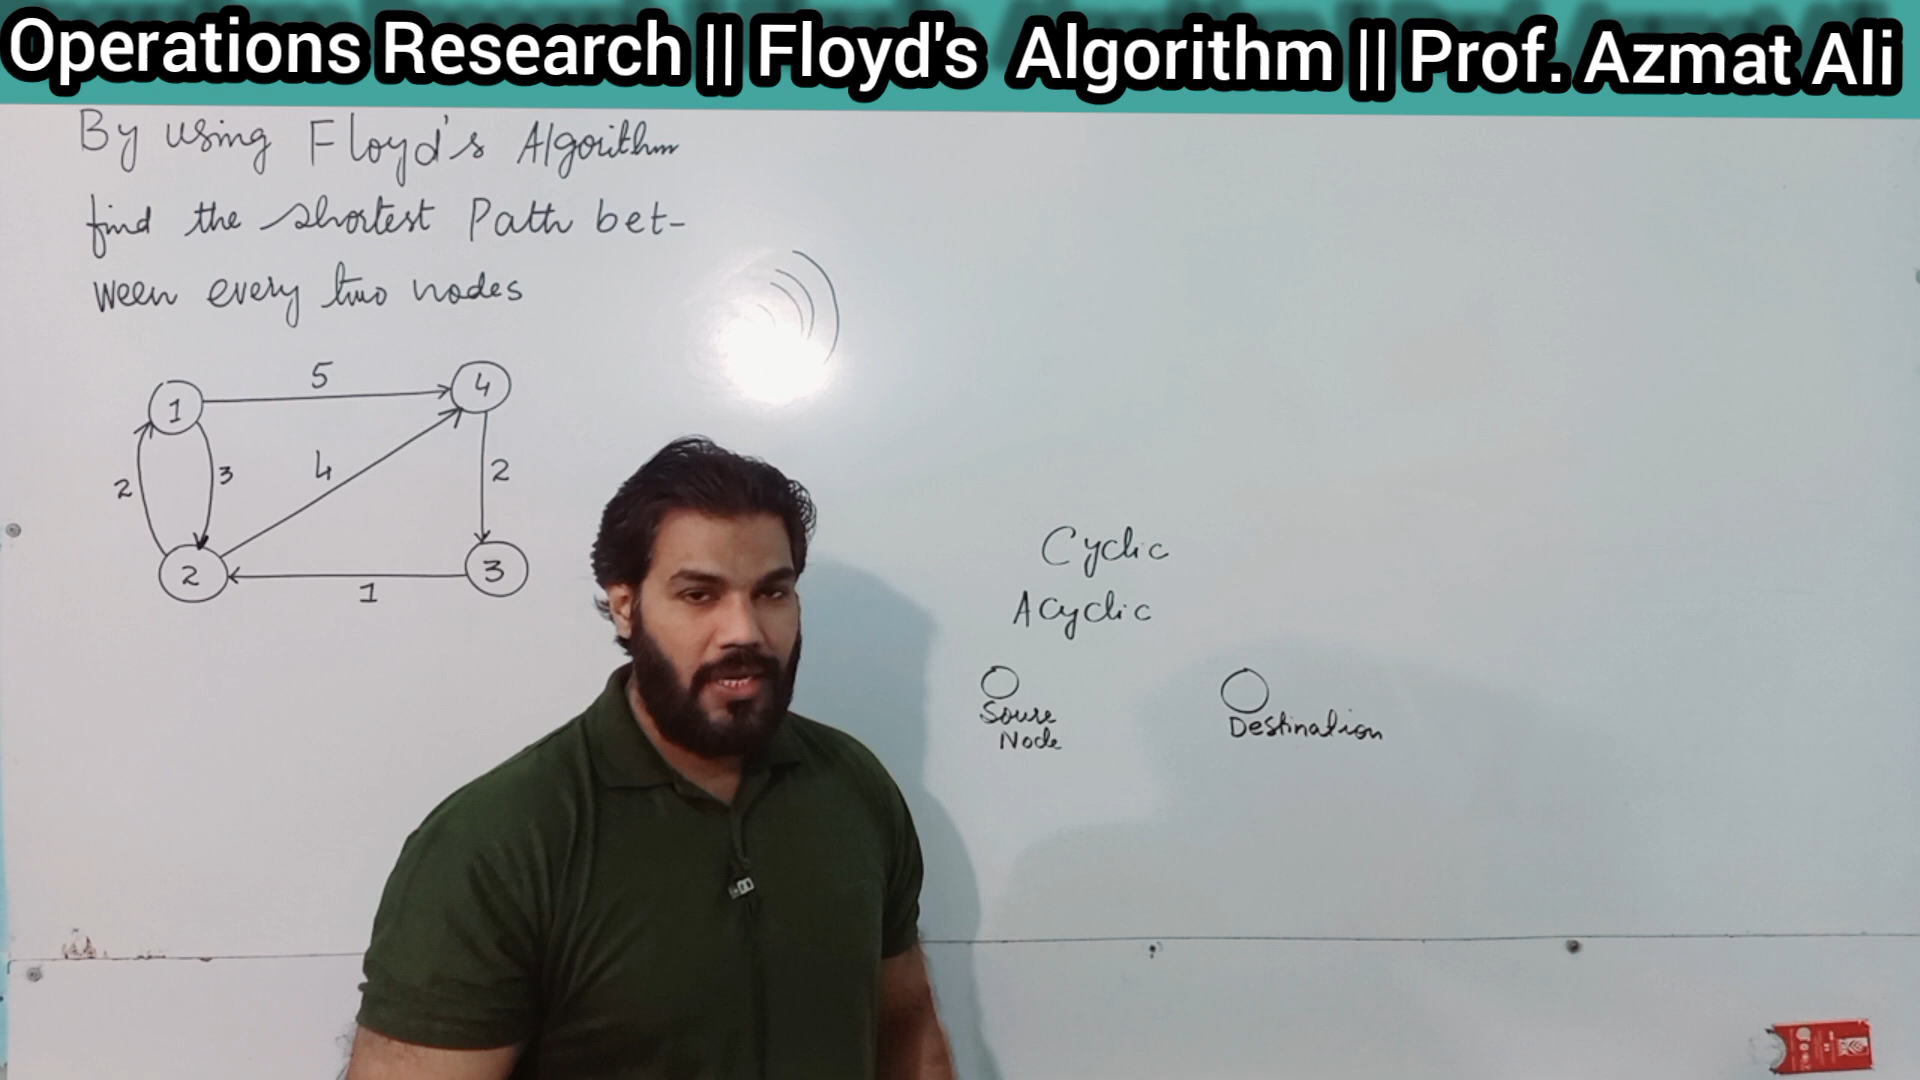 Operations Research || Floyd's Algorithm || Prof. Azmat Ali
By using Floyd's Algorithm
find the shortest Path bet-
ween every two nodes
5
1
4
2
3
4
2
2
3
1
Cyclic
Acyclic
Sourse
Node
Destination